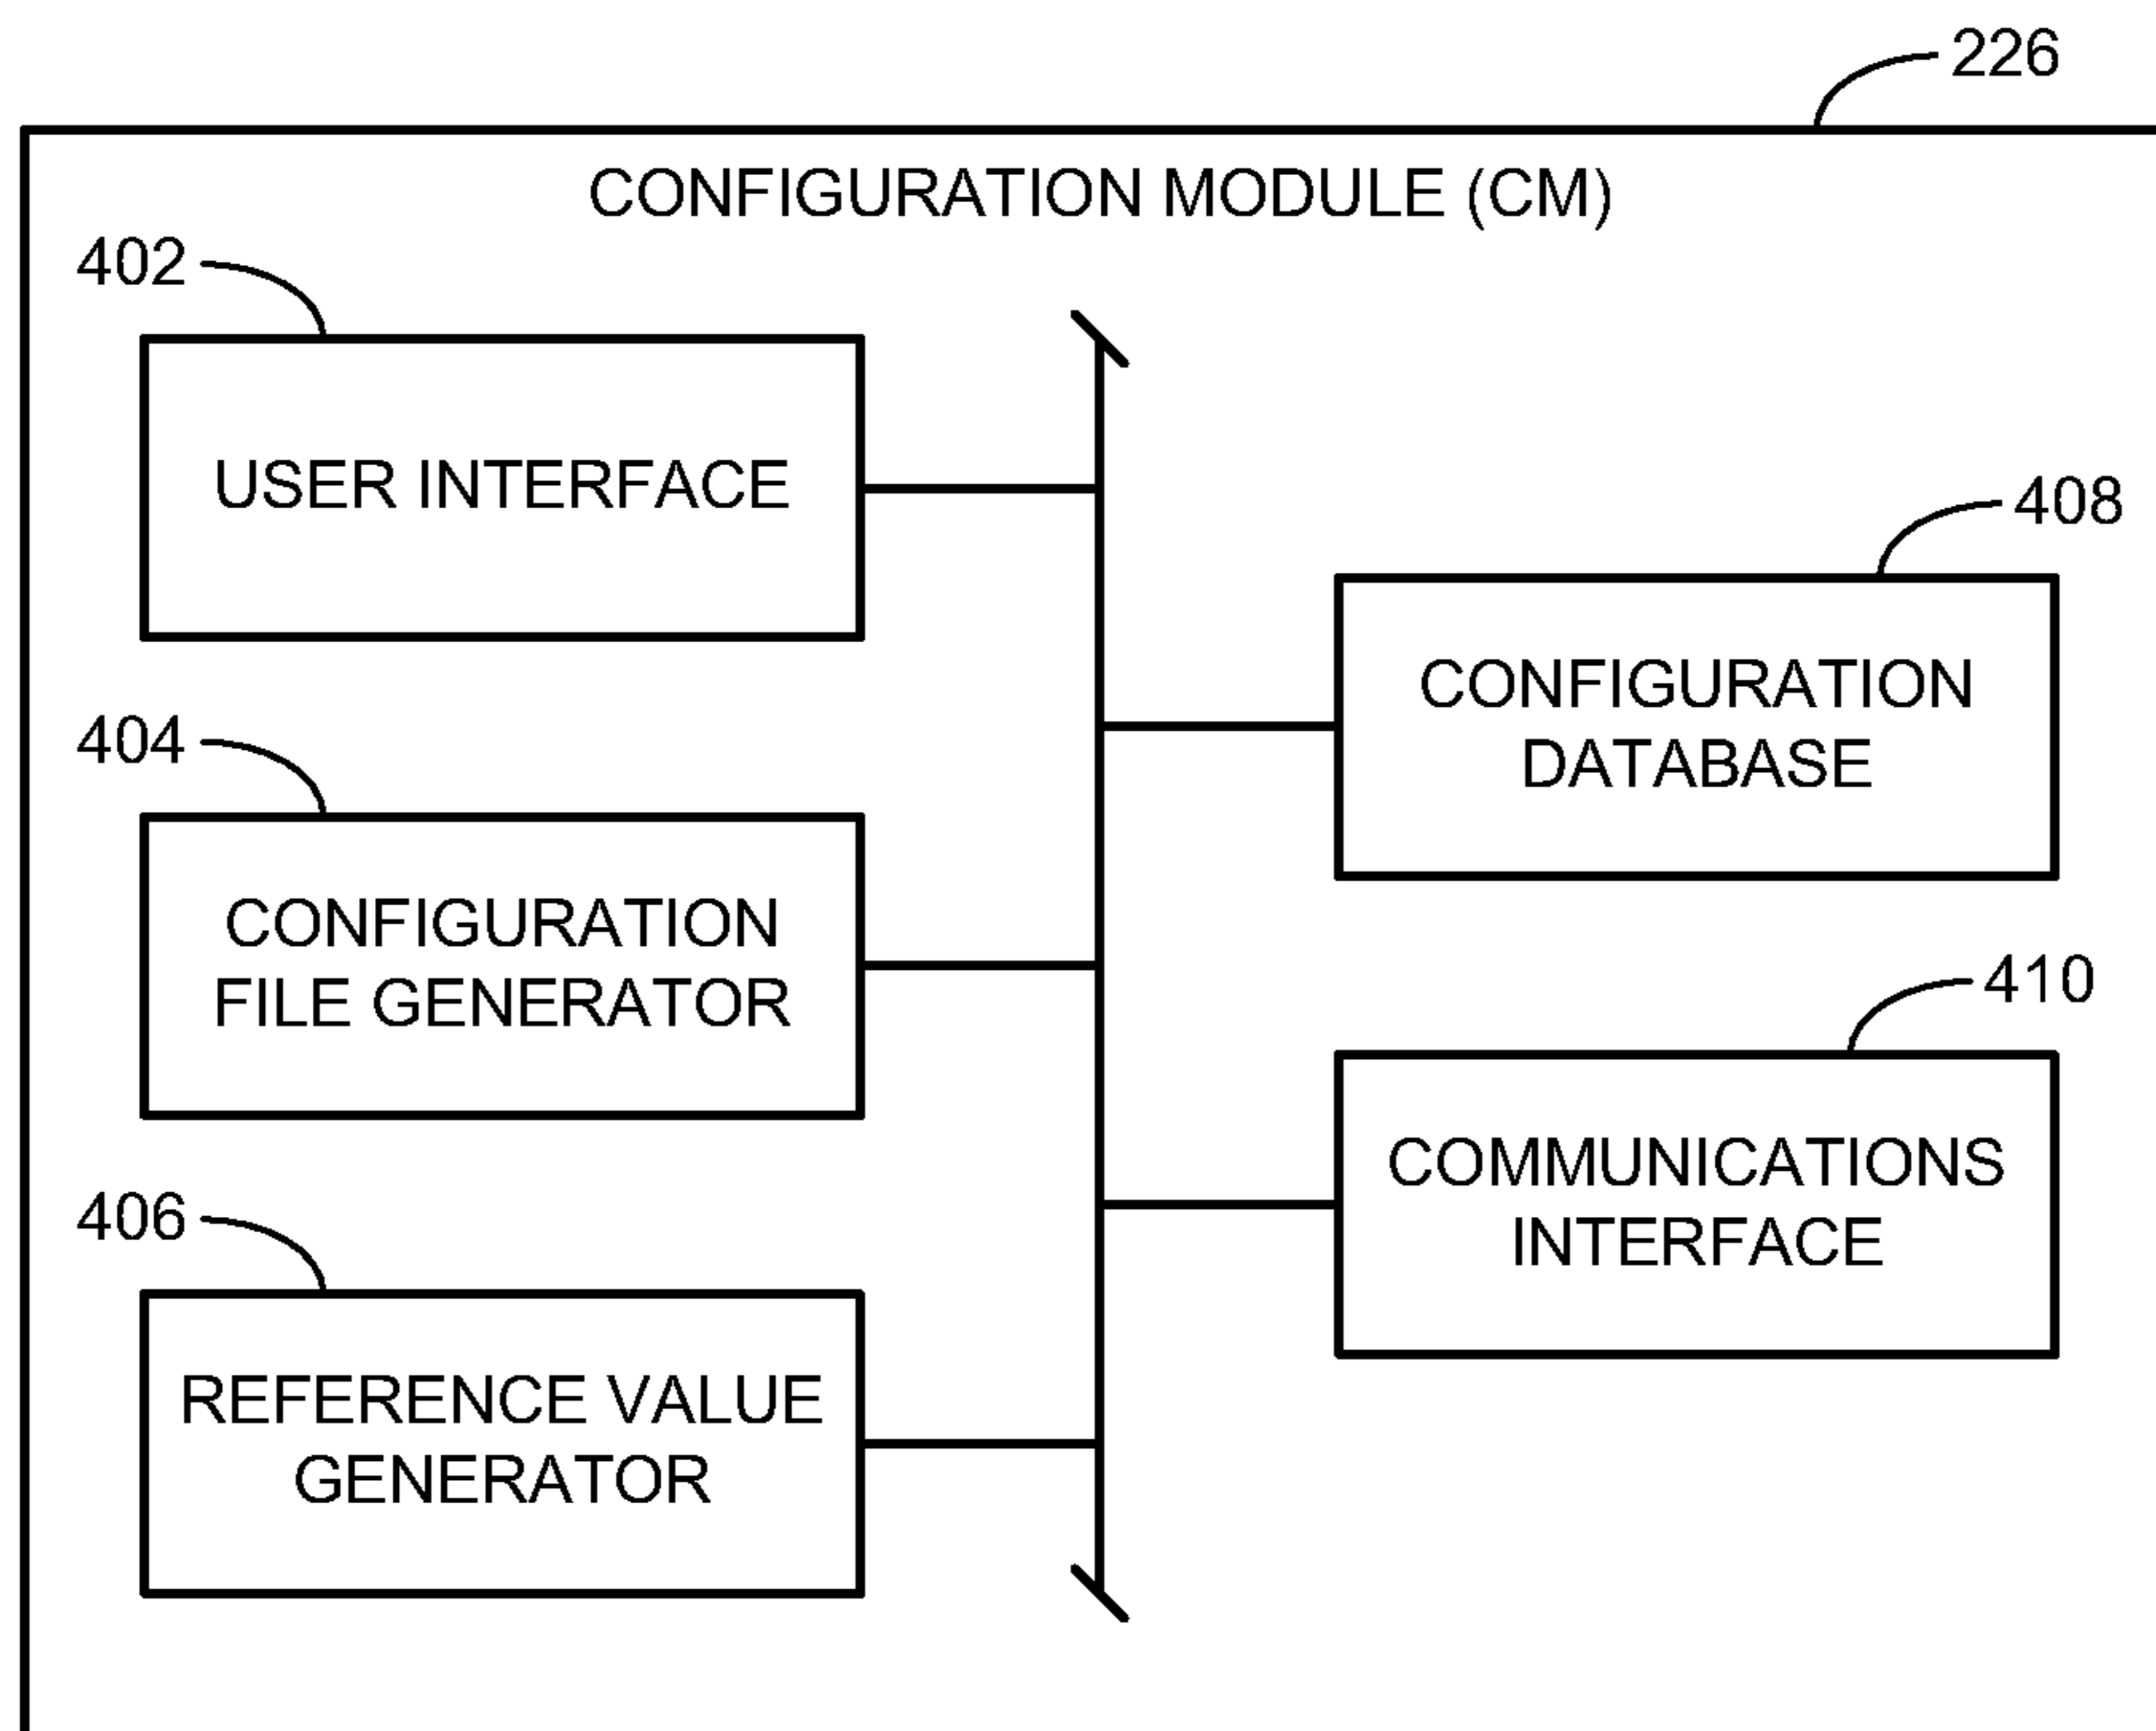 226
CONFIGURATION MODULE (CM)
402
USER INTERFACE
408
CONFIGURATION
DATABASE
404
CONFIGURATION
FILE GENERATOR
410
COMMUNICATIONS
INTERFACE
406
REFERENCE VALUE
GENERATOR